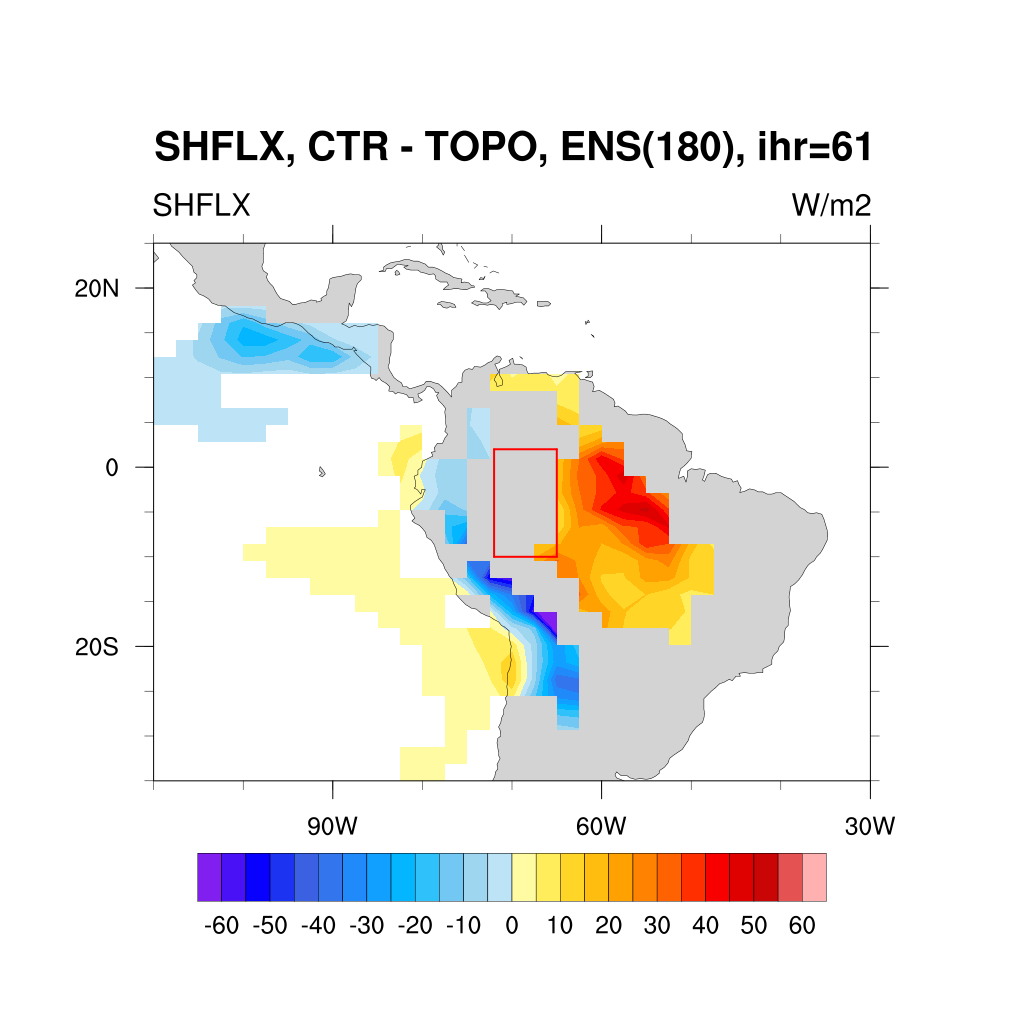 SHFLX, CTR - TOPO, ENS(180), ihr=61
SHFLX W/m2
20N
0
20S
90W 60W 30W
-60 -50 -40 -30 -20 -10 0 10 20 30 40 50 60